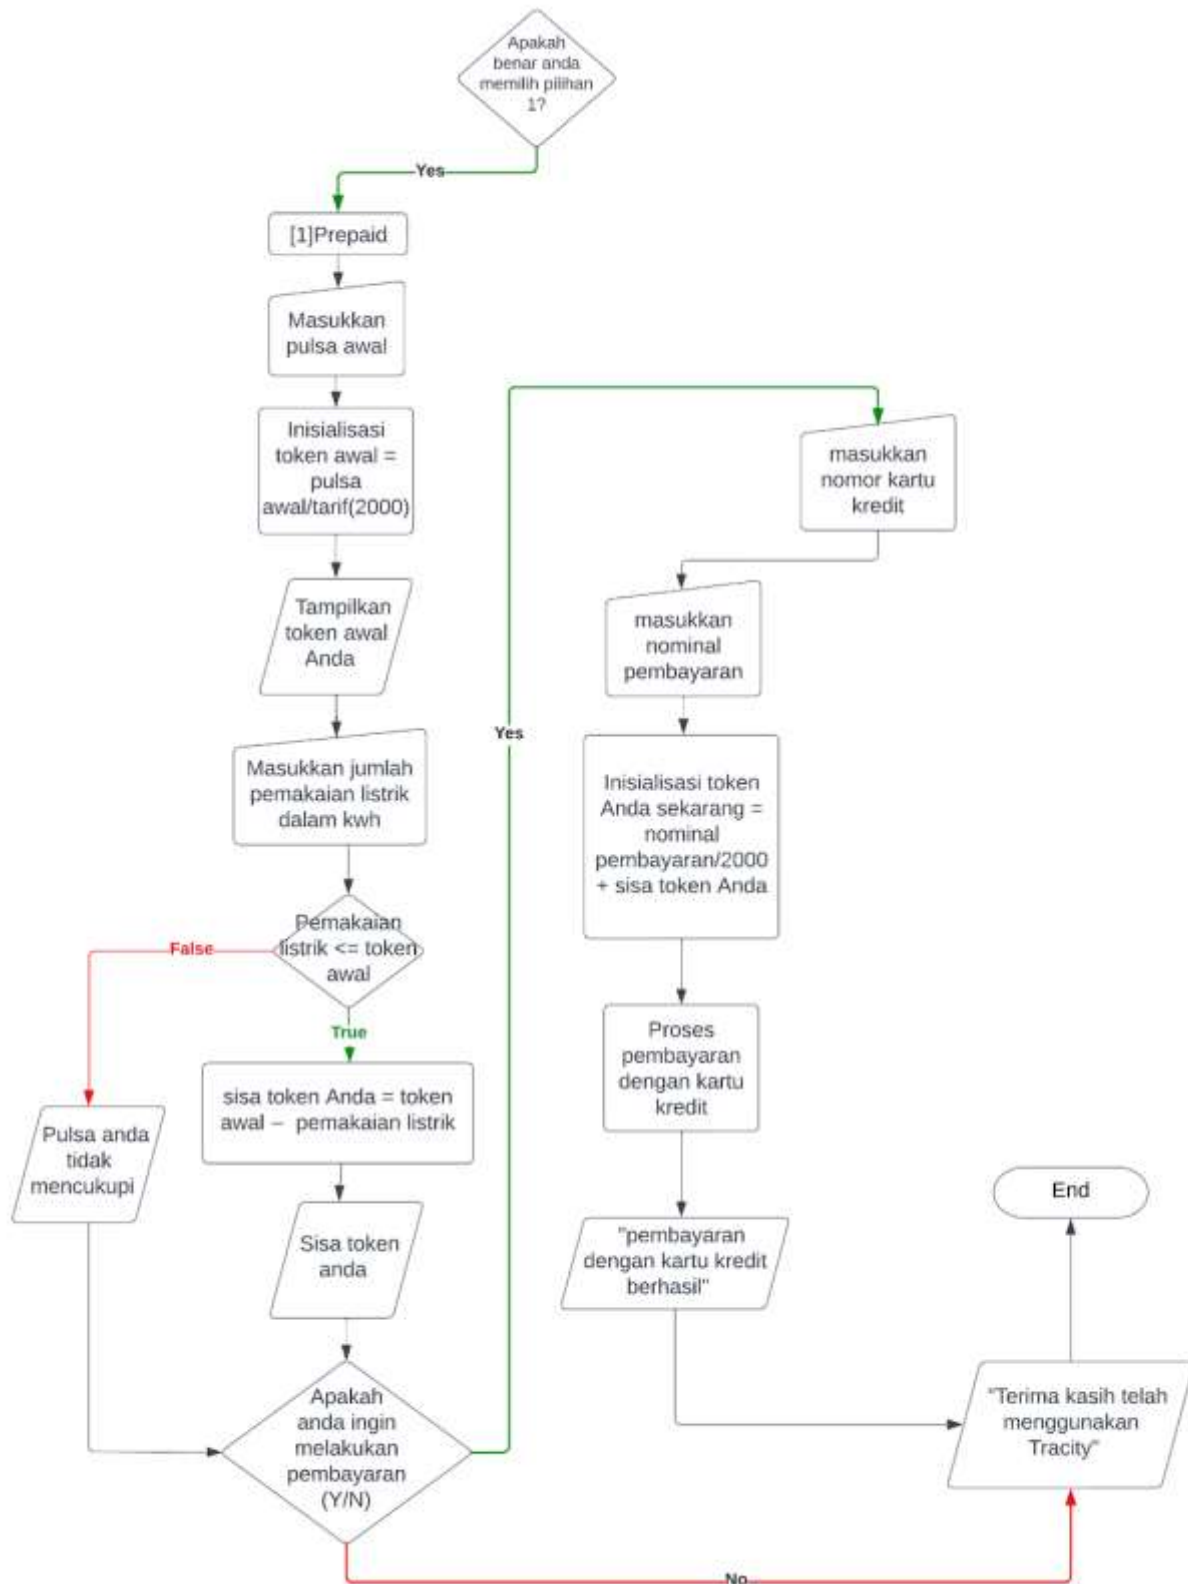 Apakah
benar anda
memilih pilihan
1?
Yes
[1]Prepaid
Masukkan
pulsa awal
Inisialisasi
token awal =
pulsa
awal/tarif(2000)
Tampilkan
token awal
Anda
Masukkan jumlah
pemakaian listrik
dalam kwh
Pemakaian
listrik <= token
awal
False
True
Pulsa anda
tidak
mencukupi
sisa token Anda = token
awal – pemakaian listrik
Sisa token
anda
Apakah
anda ingin
melakukan
pembayaran
(Y/N)
Yes
No
masukkan
nomor kartu
kredit
masukkan
nominal
pembayaran
Inisialisasi token
Anda sekarang =
nominal
pembayaran/2000
+ sisa token Anda
Proses
pembayaran
dengan kartu
kredit
"pembayaran
dengan kartu kredit
berhasil"
"Terima kasih telah
menggunakan
Tracity"
End